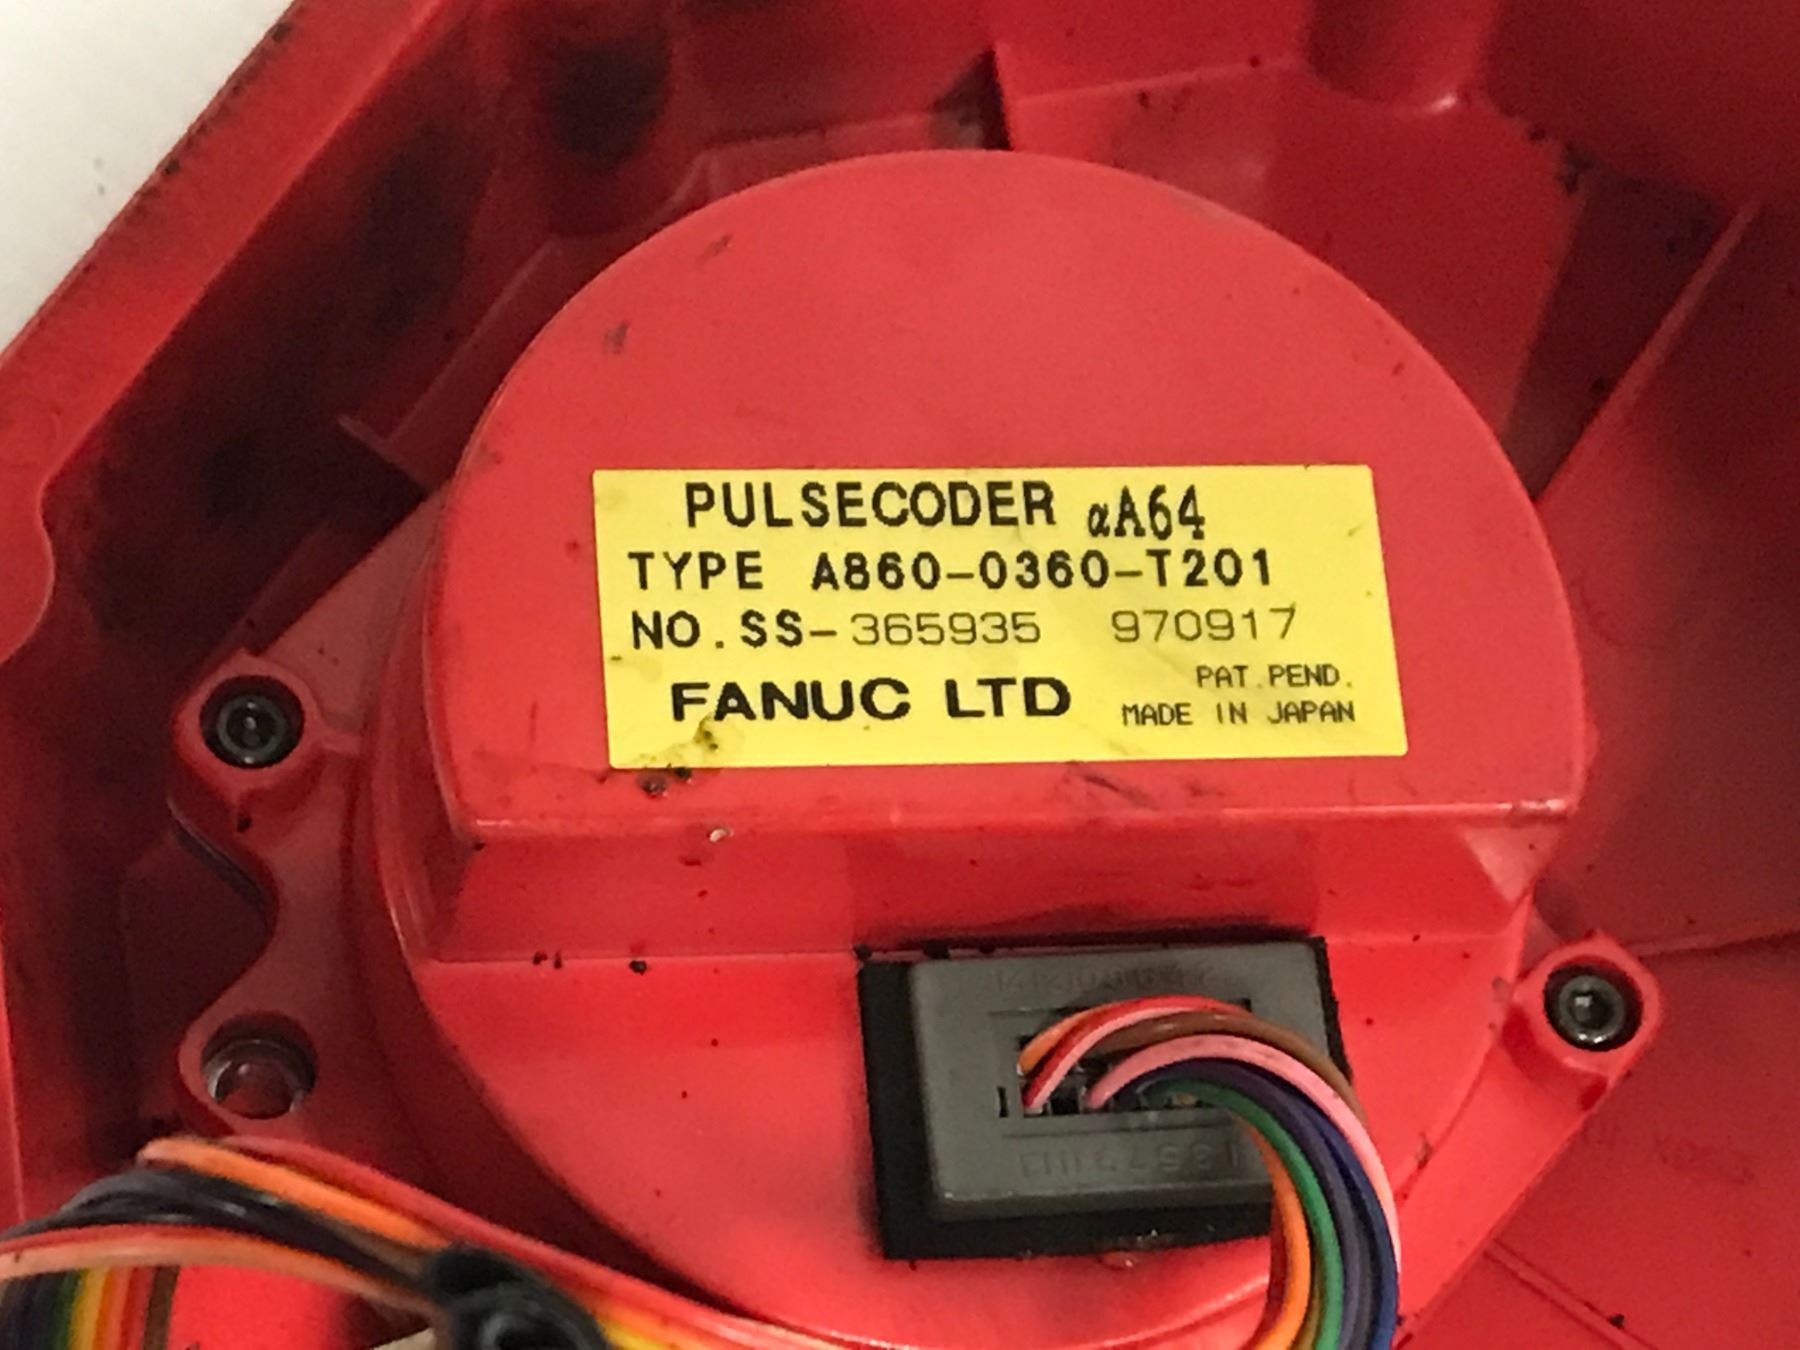 PULSECODER αA64
TYPE A860-0360-T201
NO.SS-365935 970917
FANUC LTD PAT.PEND.
MADE IN JAPAN